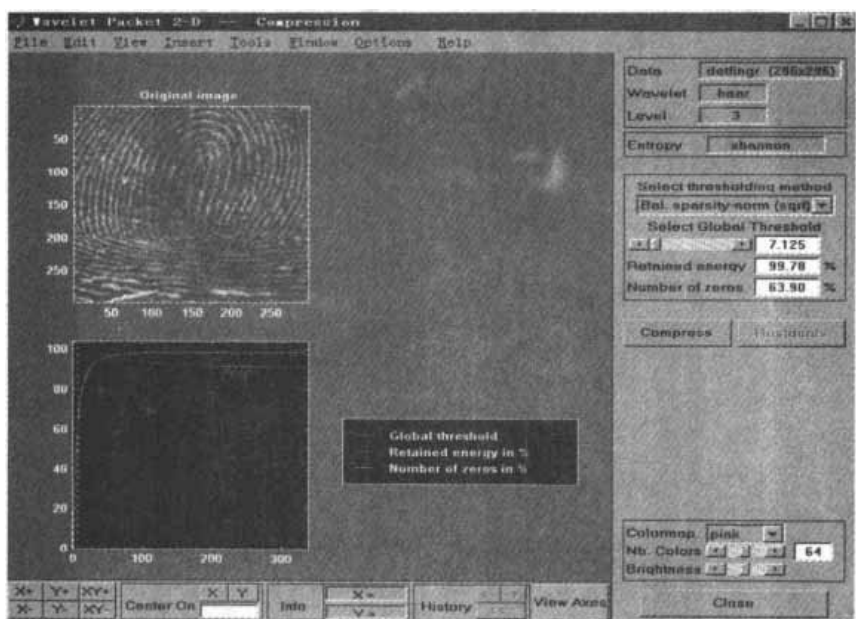 Wavelet Packet 2-D -- Compression
File Edit View Insert Tools Window Options Help
Original image
50
100
150
200
250
50 100 150 200 250
100
80
60
40
20
0
0 100 200 300
Global threshold
Retained energy in %
Number of zeros in %
Data detfingr (296x296)
Wavelet haar
Level 3
Entropy shannon
Select thresholding method
Bal. sparsity-norm (sqrt)
Select Global Threshold
7.125
Retained energy 99.78 %
Number of zeros 63.90 %
Compress Residuals
Colormap pink
Nb. Colors 64
Brightness
X+ Y+ XY+
X- Y- XY-
Center On X Y
Info X = Y =
History
View Axes
Close